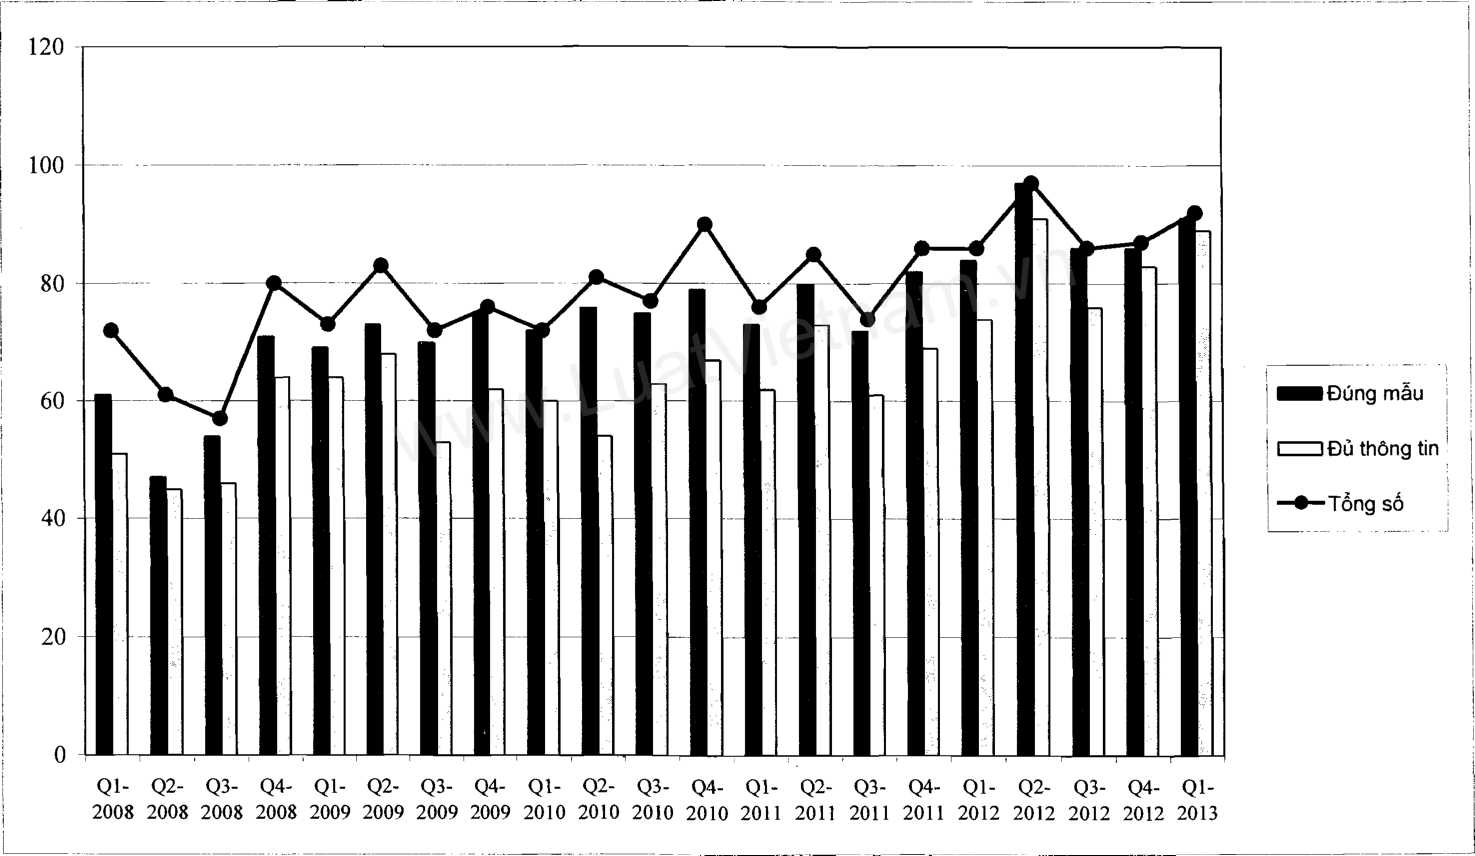 120
100
80
60
40
20
0
Q1-
2008
Q2-
2008
Q3-
2008
Q4-
2008
Q1-
2009
Q2-
2009
Q3-
2009
Q4-
2009
Q1-
2010
Q2-
2010
Q3-
2010
Q4-
2010
Q1-
2011
Q2-
2011
Q3-
2011
Q4-
2011
Q1-
2012
Q2-
2012
Q3-
2012
Q4-
2012
Q1-
2013
Đúng mẫu
Đủ thông tin
Tổng số
www.LuatVietnam.vn